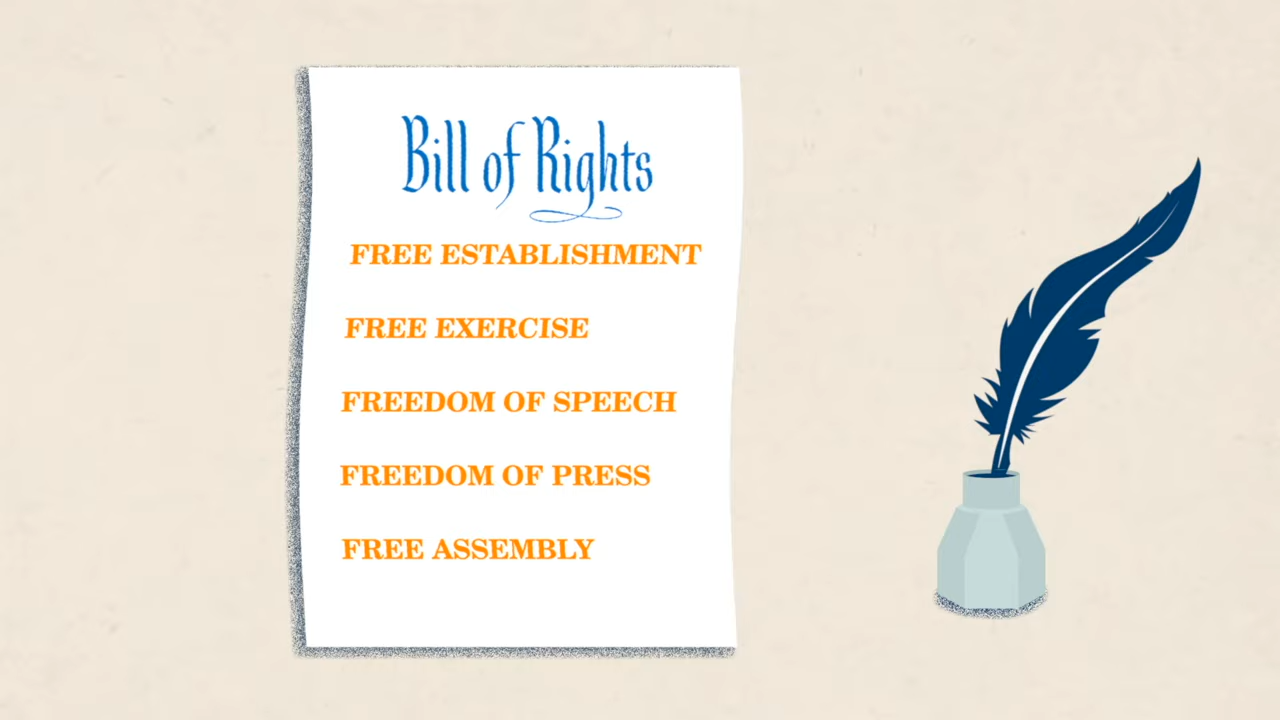 Bill of Rights
FREE ESTABLISHMENT
FREE EXERCISE
FREEDOM OF SPEECH
FREEDOM OF PRESS
FREE ASSEMBLY